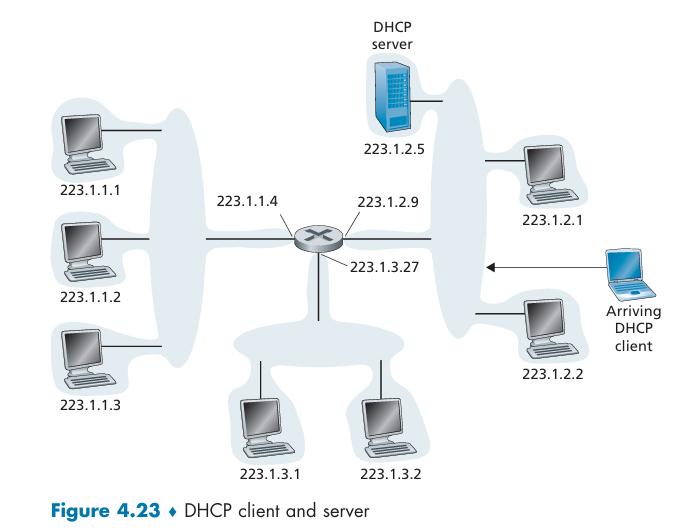 DHCP
server
223.1.2.5
223.1.1.1
223.1.1.4
223.1.2.9
223.1.2.1
223.1.3.27
223.1.1.2
Arriving
DHCP
client
223.1.2.2
223.1.1.3
223.1.3.1
223.1.3.2
Figure 4.23 ♦ DHCP client and server